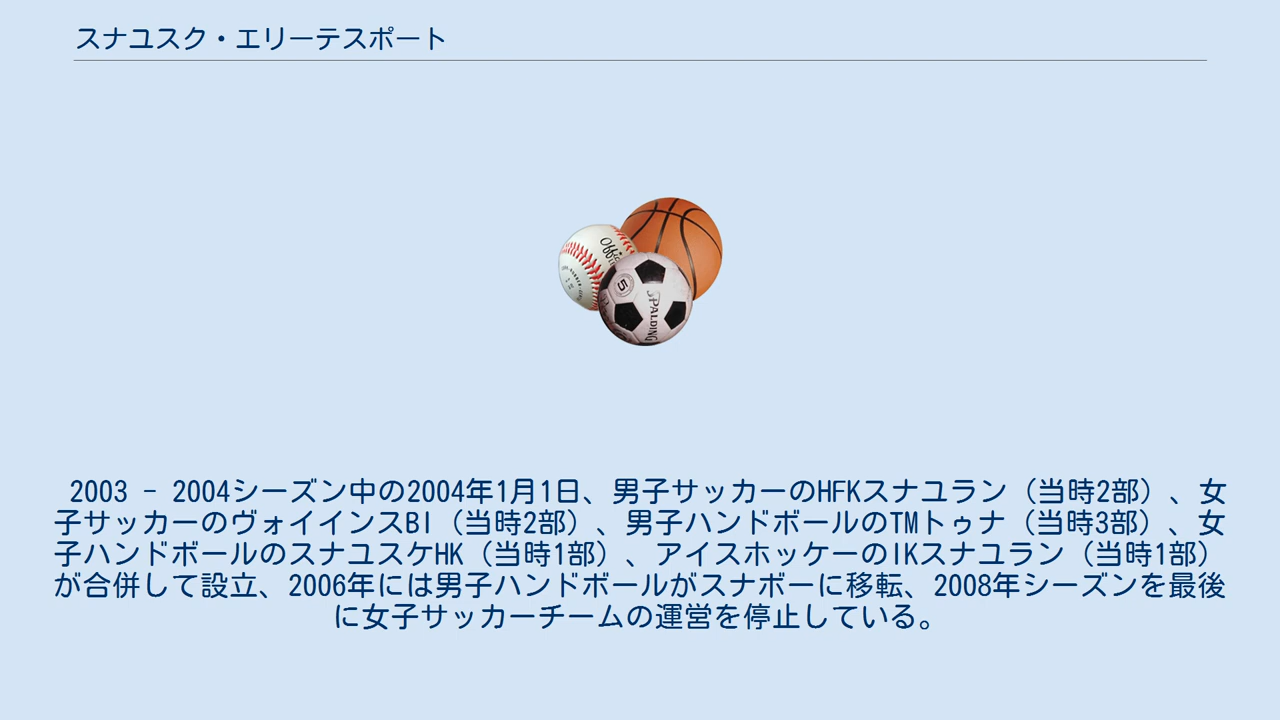 スナユスク・エリーテスポート
Offici
5
SPALDING
2003 - 2004シーズン中の2004年1月1日、男子サッカーのHFKスナユラン（当時2部）、女
子サッカーのヴォイインスBI（当時2部）、男子ハンドボールのTMトゥナ（当時3部）、女
子ハンドボールのスナユスケHK（当時1部）、アイスホッケーのIKスナユラン（当時1部）
が合併して設立、2006年には男子ハンドボールがスナボーに移転、2008年シーズンを最後
に女子サッカーチームの運営を停止している。